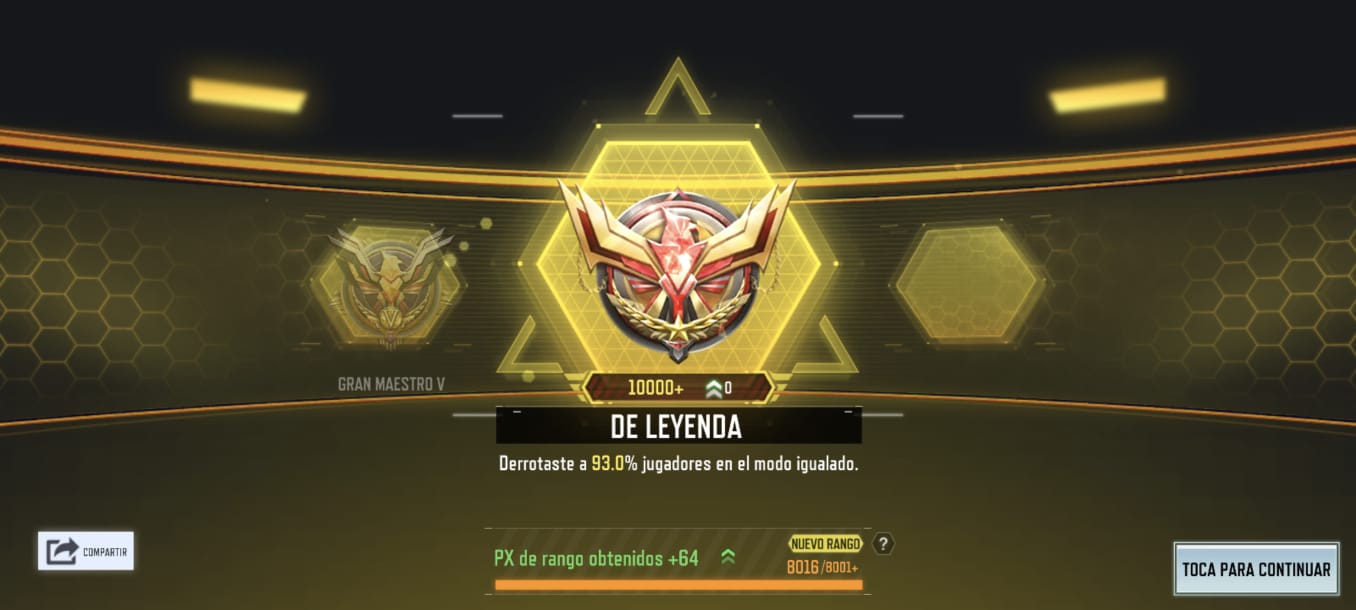 GRAN MAESTRO V
10000+ 0
DE LEYENDA
Derrotaste a 93.0% jugadores en el modo igualado.
COMPARTIR
PX de rango obtenidos +64
NUEVO RANGO ?
8016/8001+
TOCA PARA CONTINUAR